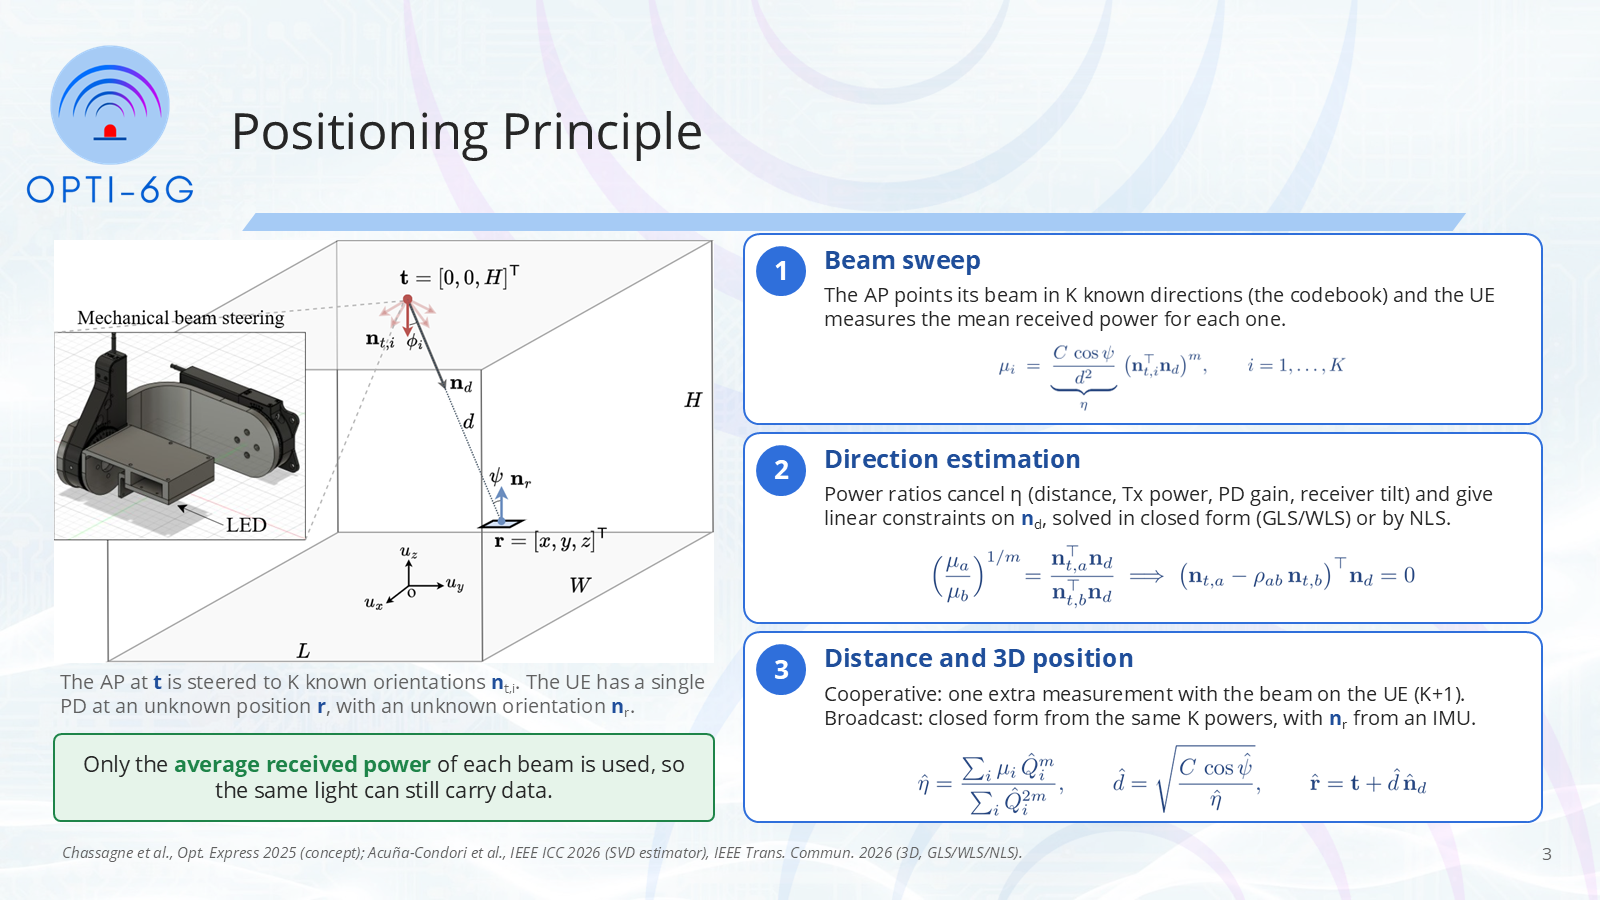 OPTI-6G
Positioning Principle
t = [0, 0, H]ᵀ
Mechanical beam steering
n_{t,i} ϕ_i
n_d
d
H
ψ n_r
LED
r = [x, y, z]ᵀ
u_z
u_y
u_x
o
W
L
The AP at t is steered to K known orientations n_{t,i}. The UE has a single
PD at an unknown position r, with an unknown orientation n_r.
Only the average received power of each beam is used, so
the same light can still carry data.
1
Beam sweep
The AP points its beam in K known directions (the codebook) and the UE
measures the mean received power for each one.
μ_i = \underbrace{\frac{C cos ψ}{d²}}_{η} (n_{t,i}^⊤ n_d)^m, i = 1, . . . , K
2
Direction estimation
Power ratios cancel η (distance, Tx power, PD gain, receiver tilt) and give
linear constraints on n_d, solved in closed form (GLS/WLS) or by NLS.
(\frac{μ_a}{μ_b})^{1/m} = \frac{n_{t,a}^⊤ n_d}{n_{t,b}^⊤ n_d} ⟹ (n_{t,a} − ρ_{ab} n_{t,b})^⊤ n_d = 0
3
Distance and 3D position
Cooperative: one extra measurement with the beam on the UE (K+1).
Broadcast: closed form from the same K powers, with n_r from an IMU.
η̂ = \frac{∑_i μ_i Q̂_i^m}{∑_i Q̂_i^{2m}}, d̂ = \sqrt{\frac{C cos ψ̂}{η̂}}, r̂ = t + d̂ n̂_d
Chassagne et al., Opt. Express 2025 (concept); Acuña-Condori et al., IEEE ICC 2026 (SVD estimator), IEEE Trans. Commun. 2026 (3D, GLS/WLS/NLS).
3